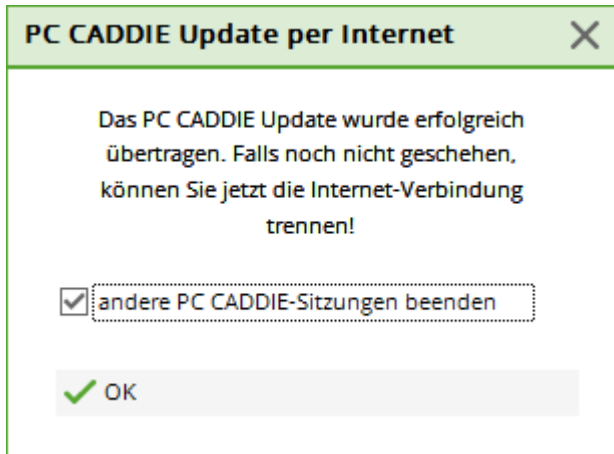 PC CADDIE Update per Internet
Das PC CADDIE Update wurde erfolgreich
übertragen. Falls noch nicht geschehen,
können Sie jetzt die Internet-Verbindung
trennen!
andere PC CADDIE-Sitzungen beenden
OK